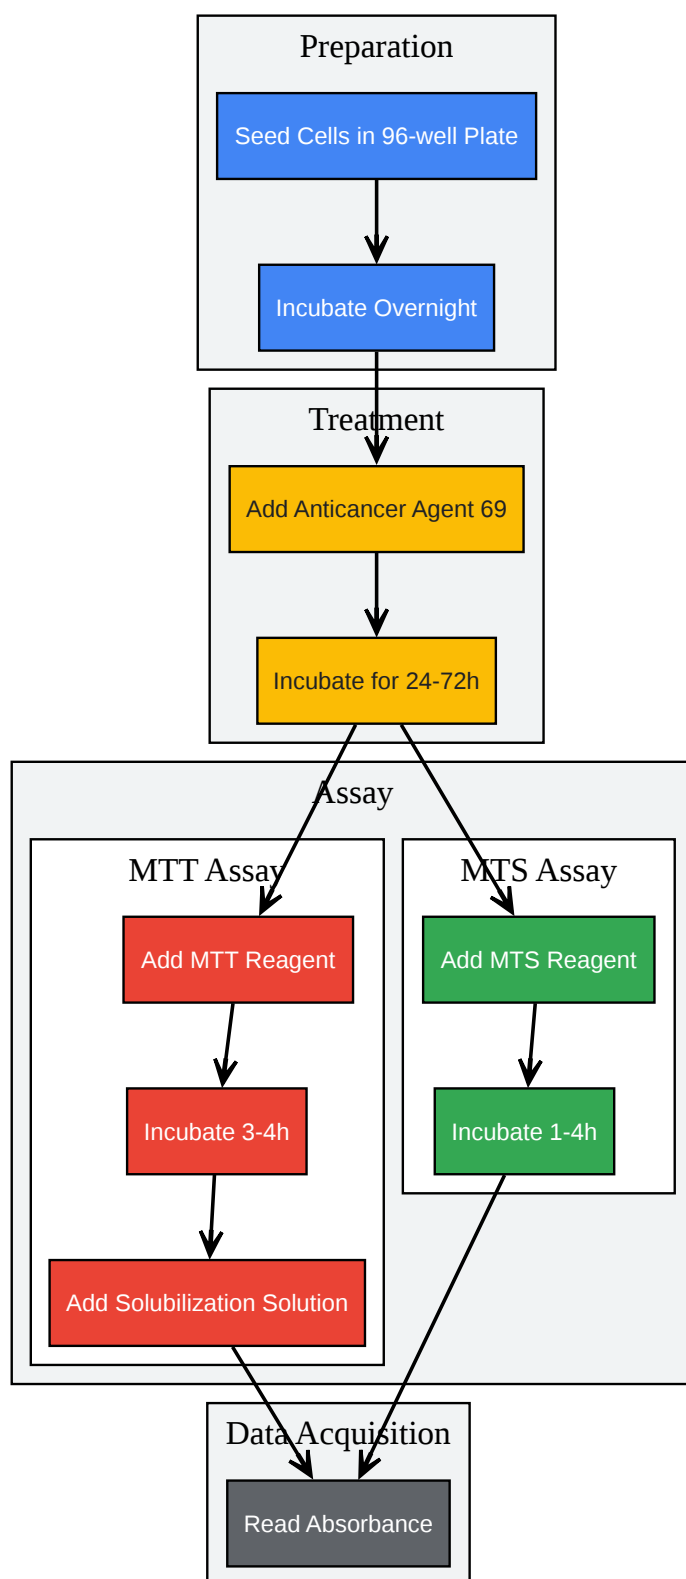 Preparation
Seed Cells in 96-well Plate
Incubate Overnight
Treatment
Add Anticancer Agent 69
Incubate for 24-72h
Assay
MTT Assay
MTS Assay
Add MTT Reagent
Add MTS Reagent
Incubate 3-4h
Incubate 1-4h
Add Solubilization Solution
Data Acquisition
Read Absorbance